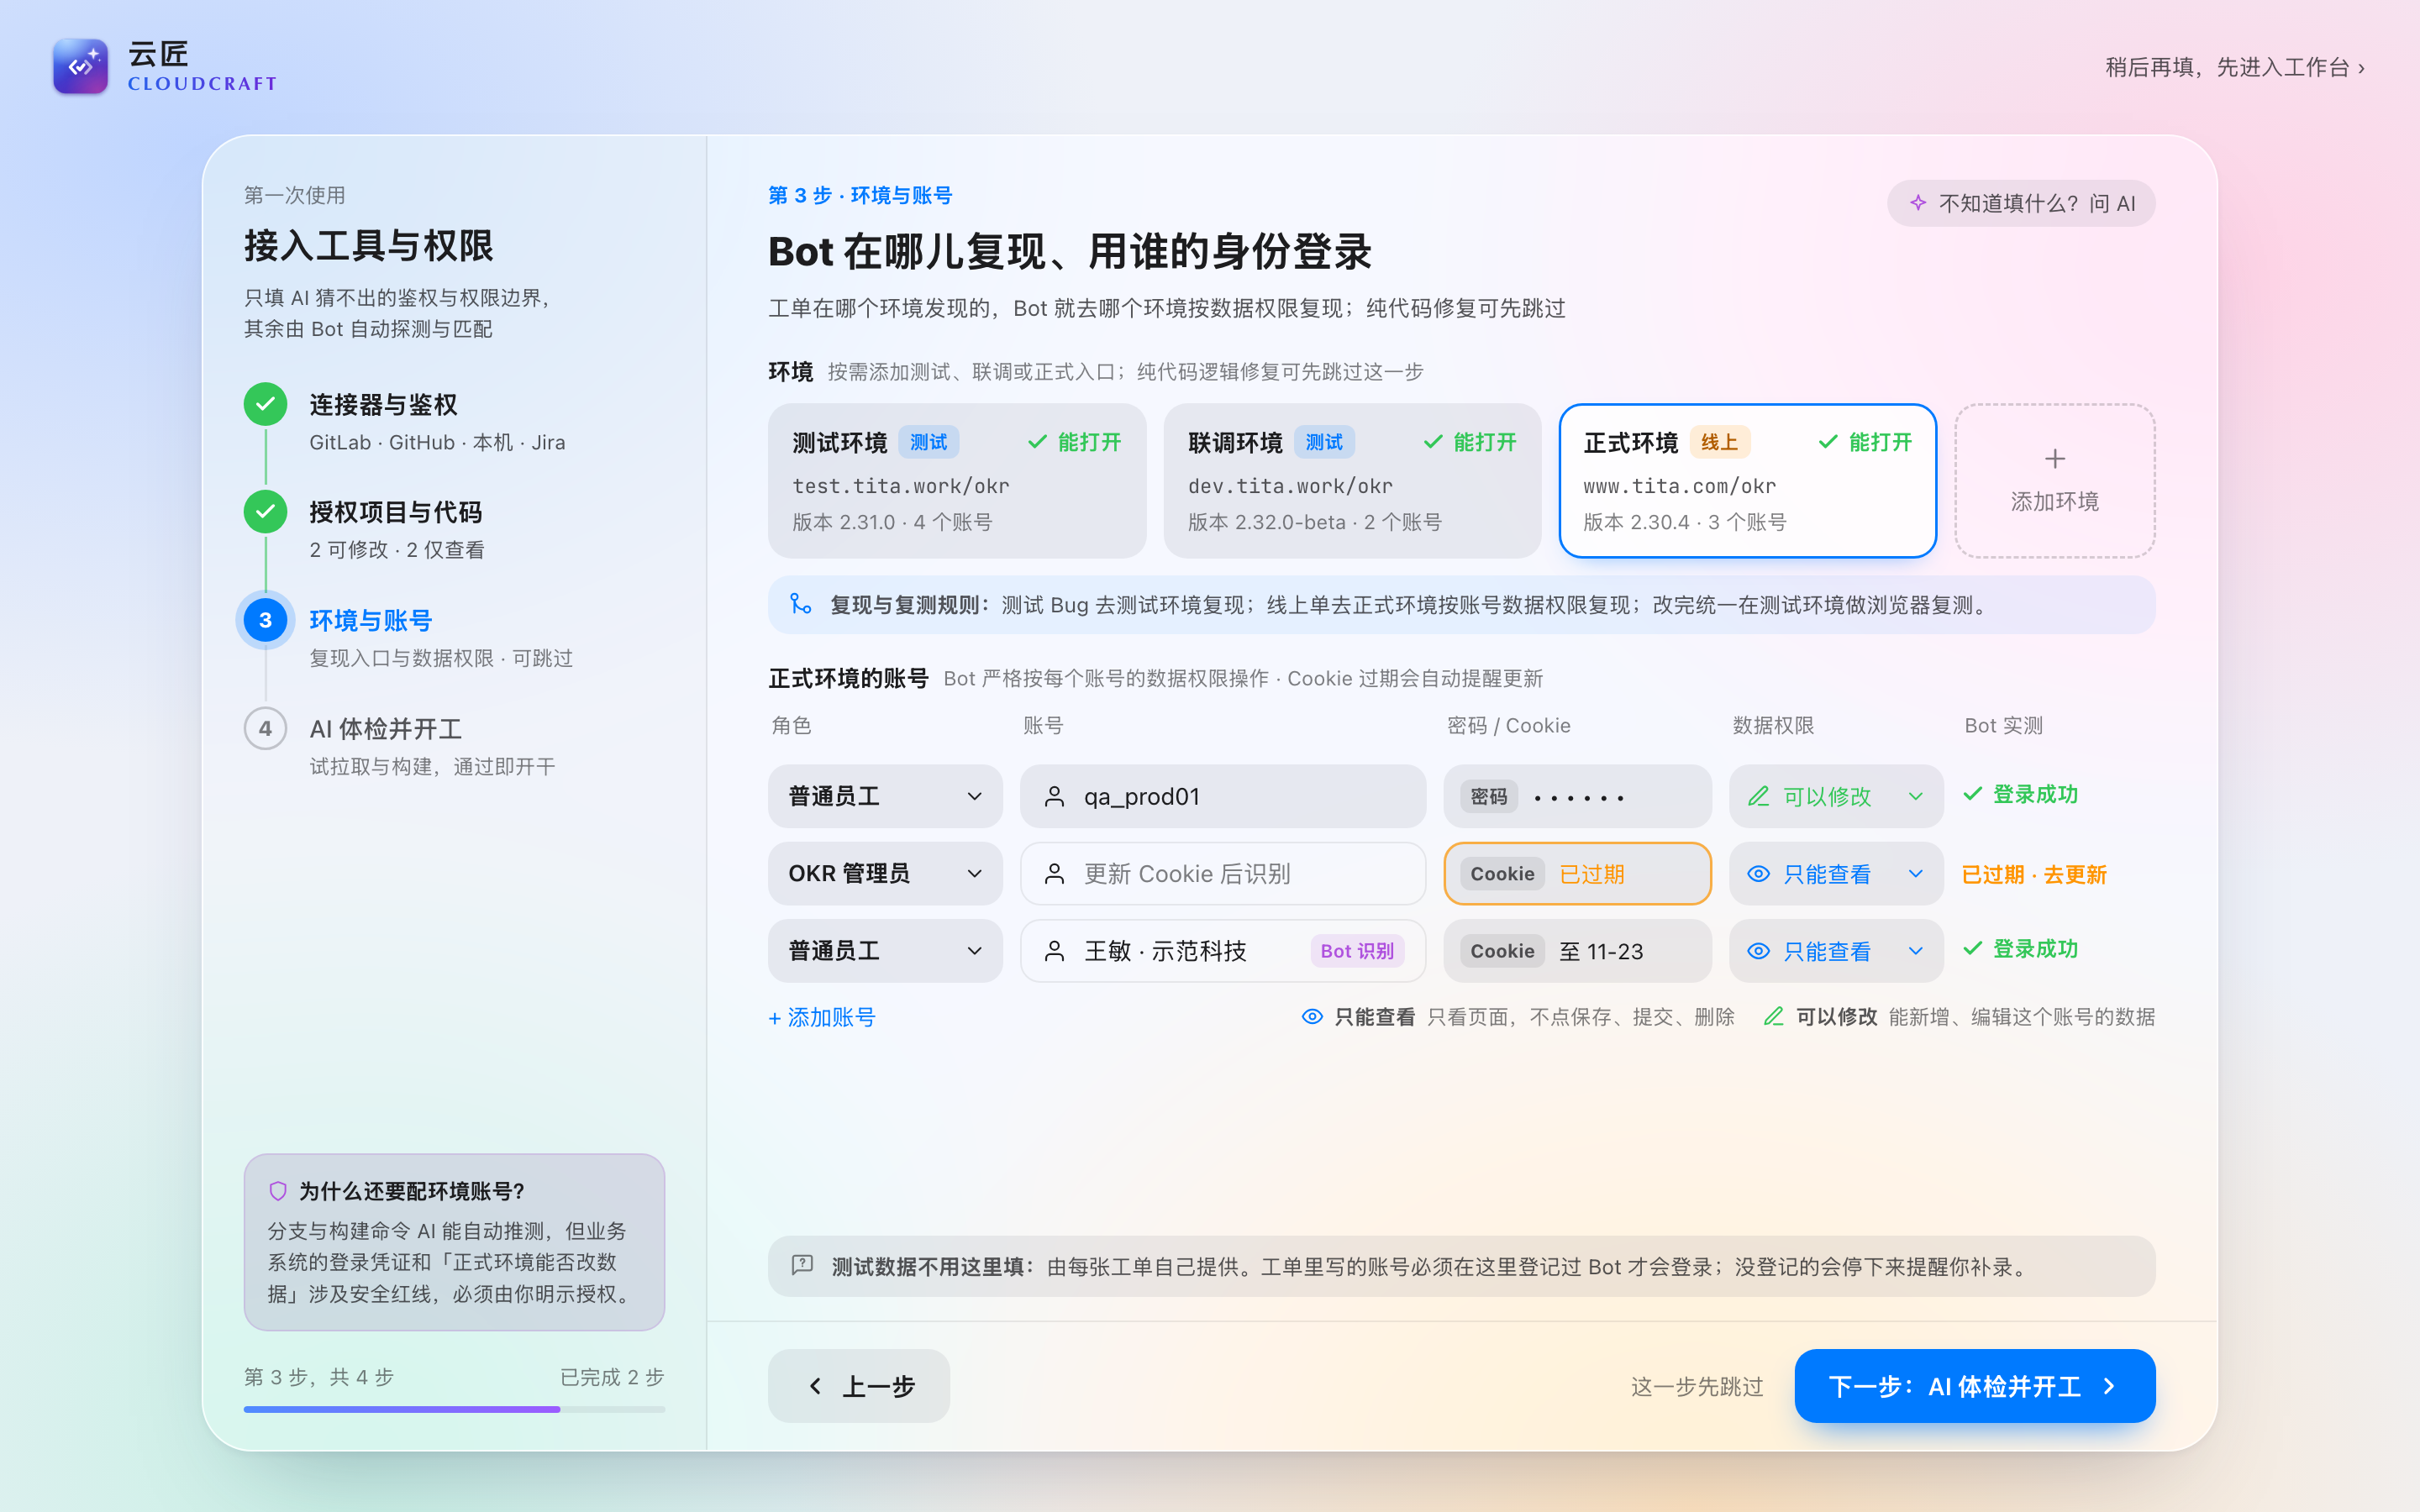 云匠
CLOUDCRAFT
稍后再填，先进入工作台 ›
第一次使用
接入工具与权限
只填 AI 猜不出的鉴权与权限边界，
其余由 Bot 自动探测与匹配
连接器与鉴权
GitLab · GitHub · 本机 · Jira
授权项目与代码
2 可修改 · 2 仅查看
3
环境与账号
复现入口与数据权限 · 可跳过
4
AI 体检并开工
试拉取与构建，通过即开干
为什么还要配环境账号？
分支与构建命令 AI 能自动推测，但业务
系统的登录凭证和「正式环境能否改数
据」涉及安全红线，必须由你明示授权。
第 3 步，共 4 步
已完成 2 步
第 3 步 · 环境与账号
不知道填什么？问 AI
Bot 在哪儿复现、用谁的身份登录
工单在哪个环境发现的，Bot 就去哪个环境按数据权限复现；纯代码修复可先跳过
环境 按需添加测试、联调或正式入口；纯代码逻辑修复可先跳过这一步
测试环境 测试 能打开
test.tita.work/okr
版本 2.31.0 · 4 个账号
联调环境 测试 能打开
dev.tita.work/okr
版本 2.32.0-beta · 2 个账号
正式环境 线上 能打开
www.tita.com/okr
版本 2.30.4 · 3 个账号
添加环境
复现与复测规则：测试 Bug 去测试环境复现；线上单去正式环境按账号数据权限复现；改完统一在测试环境做浏览器复测。
正式环境的账号 Bot 严格按每个账号的数据权限操作 · Cookie 过期会自动提醒更新
角色 账号 密码 / Cookie 数据权限 Bot 实测
普通员工 qa_prod01 密码 •••••• 可以修改 登录成功
OKR 管理员 更新 Cookie 后识别 Cookie 已过期 只能查看 已过期 · 去更新
普通员工 王敏 · 示范科技 Bot 识别 Cookie 至 11-23 只能查看 登录成功
+ 添加账号
只能查看 只看页面，不点保存、提交、删除 可以修改 能新增、编辑这个账号的数据
测试数据不用这里填：由每张工单自己提供。工单里写的账号必须在这里登记过 Bot 才会登录；没登记的会停下来提醒你补录。
上一步
这一步先跳过
下一步：AI 体检并开工